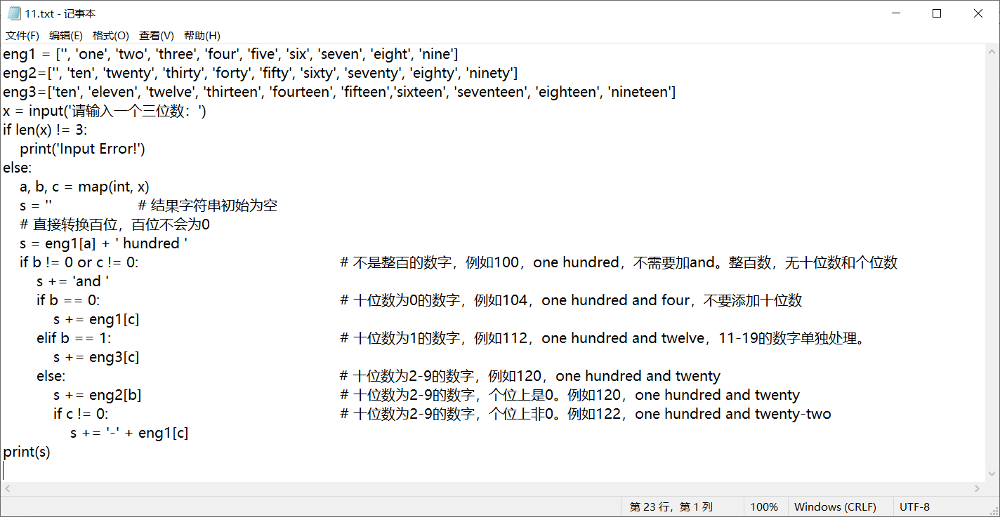 11.txt - 记事本
文件(F) 编辑(E) 格式(O) 查看(V) 帮助(H)
eng1 = ['', 'one', 'two', 'three', 'four', 'five', 'six', 'seven', 'eight', 'nine']
eng2=['', 'ten', 'twenty', 'thirty', 'forty', 'fifty', 'sixty', 'seventy', 'eighty', 'ninety']
eng3=['ten', 'eleven', 'twelve', 'thirteen', 'fourteen', 'fifteen','sixteen', 'seventeen', 'eighteen', 'nineteen']
x = input('请输入一个三位数：')
if len(x) != 3:
    print('Input Error!')
else:
    a, b, c = map(int, x)
    s = ''                    # 结果字符串初始为空
    # 直接转换百位，百位不会为0
    s = eng1[a] + ' hundred '
    if b != 0 or c != 0:                    # 不是整百的数字，例如100，one hundred，不需要加and。整百数，无十位数和个位数
        s += 'and '
        if b == 0:                    # 十位数为0的数字，例如104，one hundred and four，不要添加十位数
            s += eng1[c]
        elif b == 1:                    # 十位数为1的数字，例如112，one hundred and twelve，11-19的数字单独处理。
            s += eng3[c]
        else:                    # 十位数为2-9的数字，例如120，one hundred and twenty
            s += eng2[b]                    # 十位数为2-9的数字，个位上是0。例如120，one hundred and twenty
            if c != 0:                    # 十位数为2-9的数字，个位上非0。例如122，one hundred and twenty-two
                s += '-' + eng1[c]
print(s)
第 23 行，第 1 列 100% Windows (CRLF) UTF-8